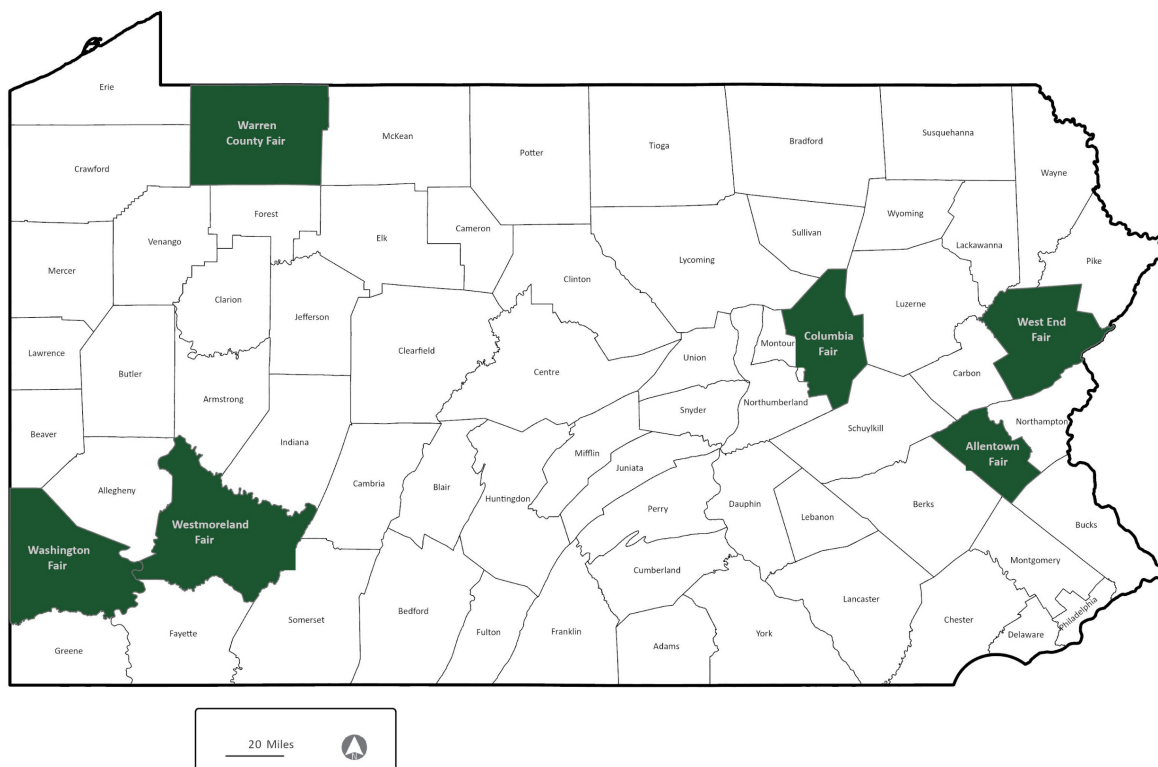 Erie
Warren
County Fair
McKean
Potter
Tioga
Bradford
Susquehanna
Wayne
Crawford
Forest
Venango
Elk
Cameron
Clinton
Lycoming
Sullivan
Wyoming
Lackawanna
Pike
Mercer
Clarion
Jefferson
Clearfield
Centre
Union
Montour
Columbia
Fair
Luzerne
West End
Fair
Carbon
Lawrence
Butler
Armstrong
Snyder
Northumberland
Schuylkill
Northampton
Allentown
Fair
Beaver
Allegheny
Indiana
Cambria
Blair
Huntingdon
Mifflin
Juniata
Perry
Dauphin
Lebanon
Berks
Bucks
Washington
Fair
Westmoreland
Fair
Cumberland
Montgomery
Philadelphia
Greene
Fayette
Somerset
Bedford
Fulton
Franklin
Adams
York
Lancaster
Chester
Delaware
20 Miles
N